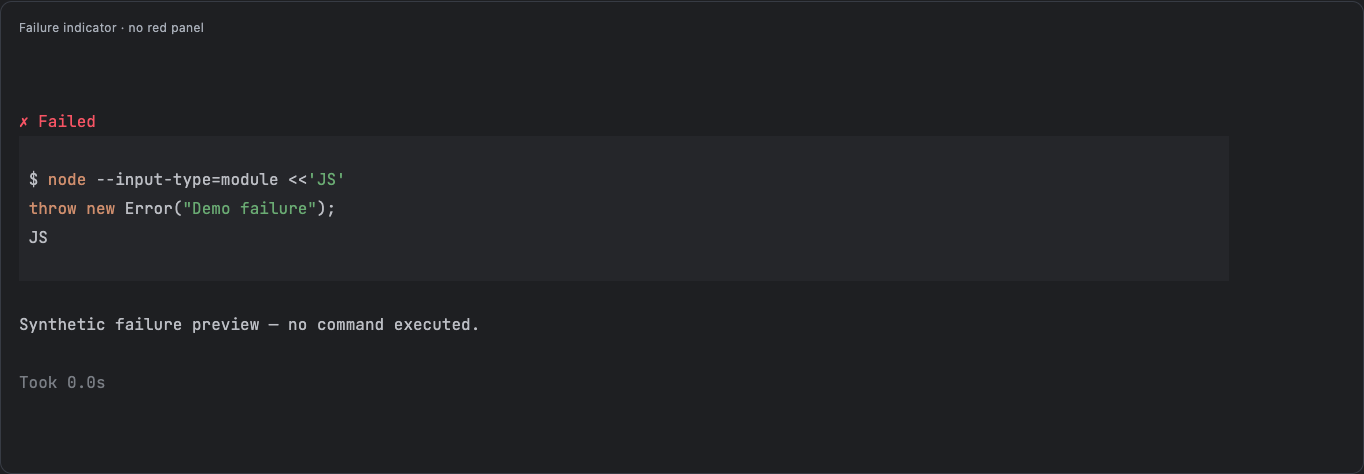 Failure indicator · no red panel
✗ Failed
$ node --input-type=module <<'JS'
throw new Error("Demo failure");
JS
Synthetic failure preview — no command executed.
Took 0.0s